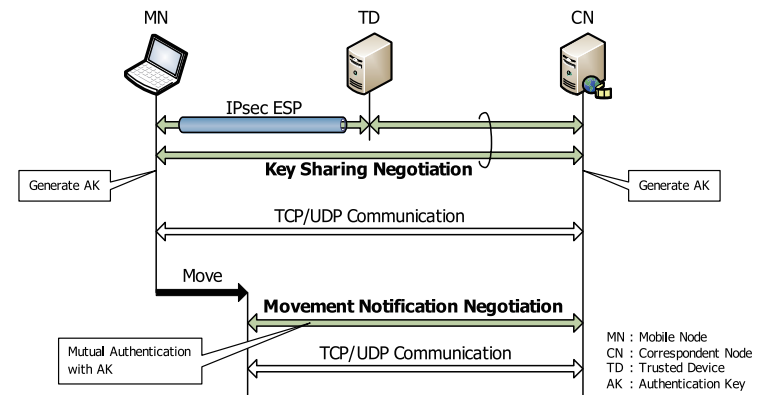 MN
TD
CN
IPsec ESP
Key Sharing Negotiation
Generate AK
Generate AK
TCP/UDP Communication
Move
Movement Notification Negotiation
Mutual Authentication
with AK
TCP/UDP Communication
MN : Mobile Node
CN : Correspondent Node
TD : Trusted Device
AK : Authentication Key